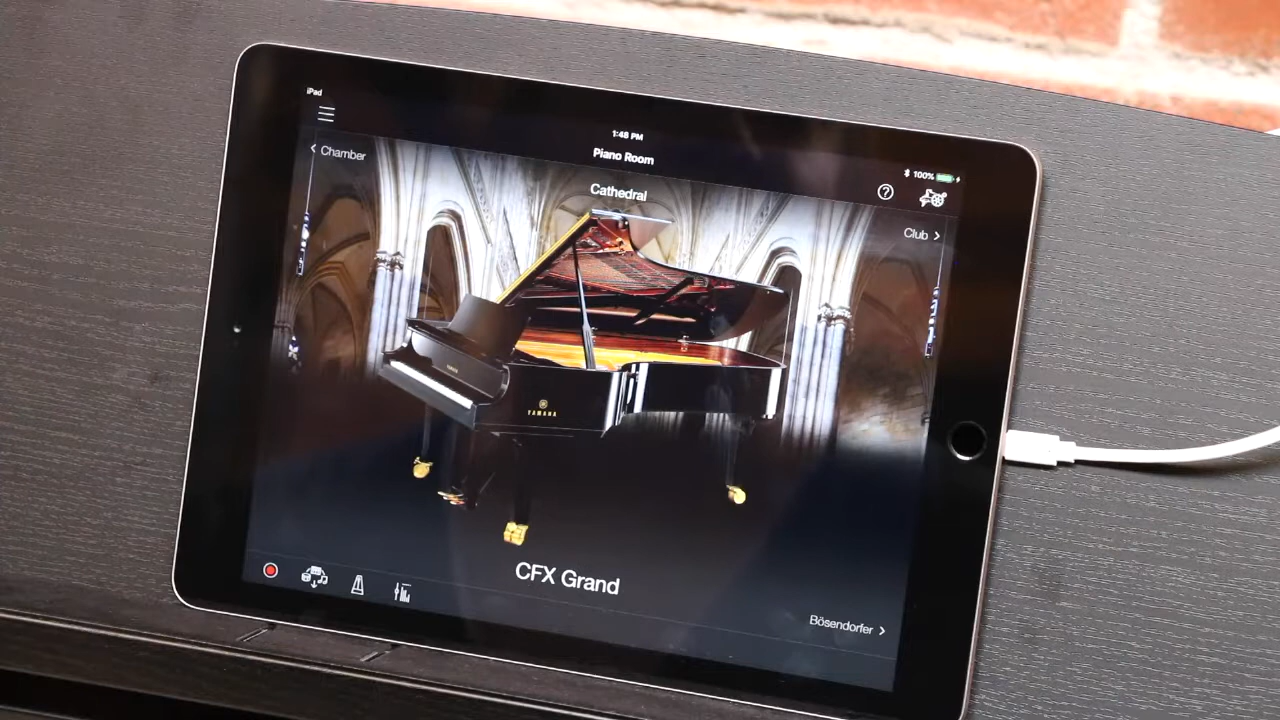 iPad
1:48 PM
100%
Piano Room
Chamber
Cathedral
Club
YAMAHA
YAMAHA
CFX Grand
Bösendorfer